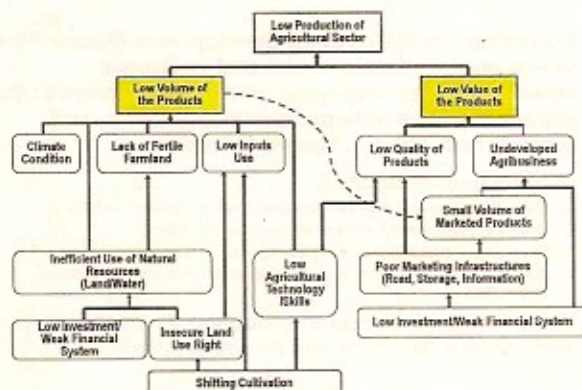 Low Production of
Agricultural Sector
Low Volume of
the Products
Low Value of
the Products
Climate
Condition
Lack of Fertile
Farmland
Low Inputs
Use
Low Quality of
Products
Undeveloped
Agribusiness
Small Volume of
Marketed Products
Inefficient Use of Natural
Resources
(Land/Water)
Low
Agricultural
Technology
/Skills
Poor Marketing Infrastructures
(Road, Storage, Information)
Low Investment/
Weak Financial
System
Insecure Land
Use Right
Low Investment/Weak Financial System
Shifting Cultivation